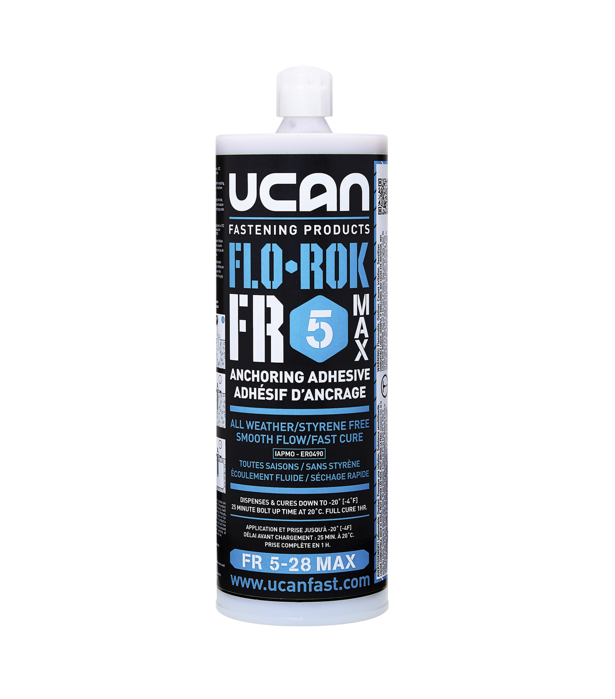 UCAN
FASTENING PRODUCTS
FLO•ROK
FR 5 MAX
ANCHORING ADHESIVE
ADHÉSIF D'ANCRAGE
ALL WEATHER/STYRENE FREE
SMOOTH FLOW/FAST CURE
IAPMO - ER0490
TOUTES SAISONS / SANS STYRÈNE
ÉCOULEMENT FLUIDE / SÉCHAGE RAPIDE
DISPENSES & CURES DOWN TO -20° [-4°F]
25 MINUTE BOLT UP TIME AT 20°C. FULL CURE 1HR.
APPLICATION ET PRISE JUSQU'À -20° [-4F]
DÉLAI AVANT CHARGEMENT : 25 MIN. À 20°C.
PRISE COMPLÈTE EN 1 H.
FR 5-28 MAX
www.ucanfast.com